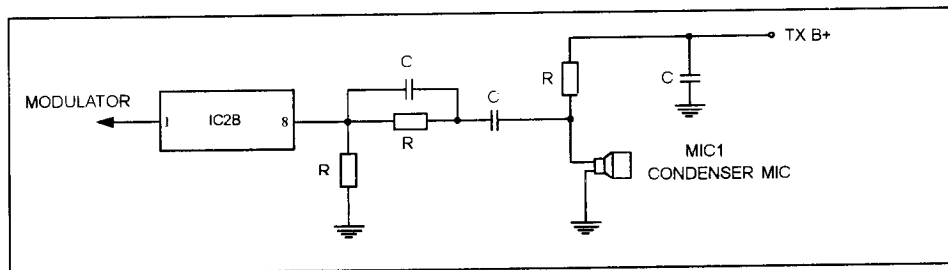 TX B+
C
R
C
C
MODULATOR
1
IC2B
8
R
R
MIC1
CONDENSER MIC